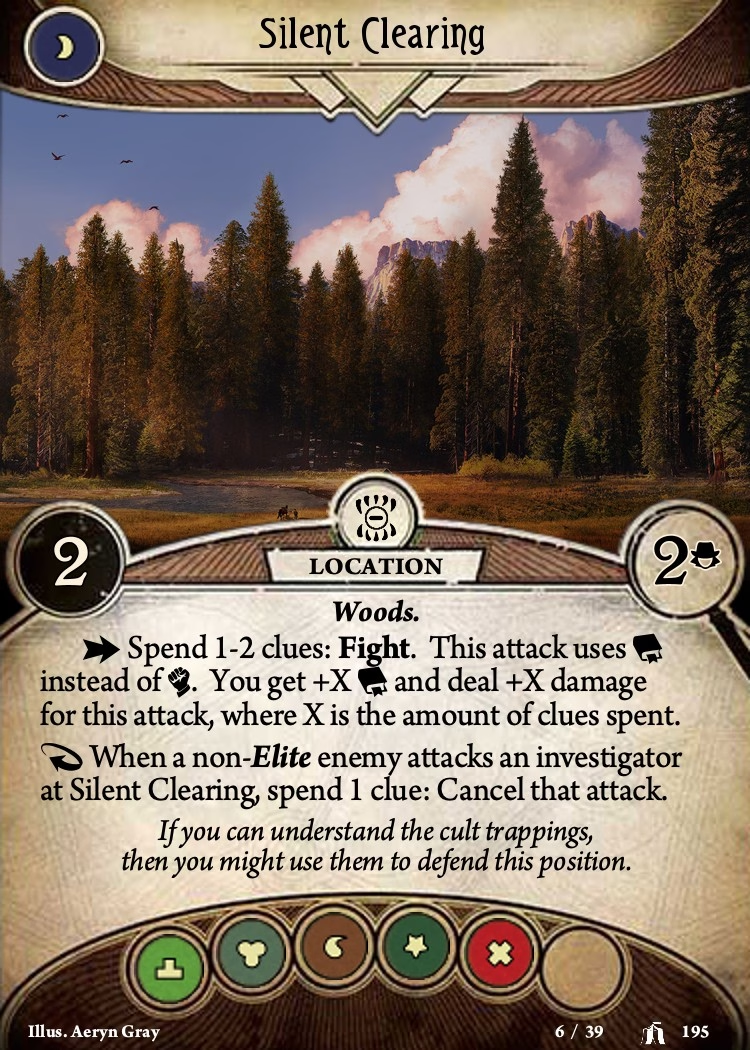 Silent Clearing
2
LOCATION
2
Woods.
Spend 1-2 clues: Fight. This attack uses
instead of . You get +X and deal +X damage
for this attack, where X is the amount of clues spent.
When a non-Elite enemy attacks an investigator
at Silent Clearing, spend 1 clue: Cancel that attack.
If you can understand the cult trappings,
then you might use them to defend this position.
Illus. Aeryn Gray
6 / 39
195